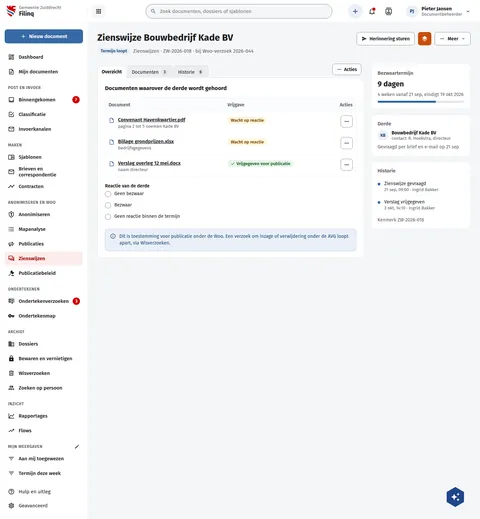 Gemeente Zuiddrecht
Filinq
Zoek documenten, dossiers of sjablonen
PJ
Pieter Jansen
Documentbeheerder
+ Nieuw document
Dashboard
Mijn documenten
POST EN INVOER
Binnengekomen
Classificatie
Invoerkanalen
MAKEN
Sjablonen
Brieven en correspondentie
Contracten
ANONIMISEREN EN WOO
Anonimiseren
Mapanalyse
Publicaties
Zienswijzen
Publicatiebeleid
ONDERTEKENEN
Ondertekenverzoeken
Ondertekenmap
ARCHIEF
Dossiers
Bewaren en vernietigen
Wisverzoeken
Zoeken op persoon
INZICHT
Rapportages
Flows
MIJN WEERGAVEN
Aan mij toegewezen
Termijn deze week
Hulp en uitleg
Geavanceerd
Zienswijze Bouwbedrijf Kade BV
Termijn loopt
Zienswijzen · ZW-2026-018 · bij Woo-verzoek 2026-044
Herinnering sturen
Meer
Overzicht
Documenten 3
Historie
Acties
Documenten waarover de derde wordt gehoord
Document
Vrijgave
Acties
Convenant Havenkwartier.pdf
pagina 2 tot 5 noemen Kade BV
Wacht op reactie
Bijlage grondprijzen.xlsx
bedrijfsgegevens
Wacht op reactie
Verslag overleg 12 mei.docx
naam directeur
Vrijgegeven voor publicatie
Reactie van de derde
Geen bezwaar
Bezwaar
Geen reactie binnen de termijn
Dit is toestemming voor publicatie onder de Woo. Een verzoek om inzage of verwijdering onder de AVG loopt
apart, via Wisverzoeken.
Bezwaartermijn
9 dagen
4 weken vanaf 21 sep, eindigt 19 okt 2026
Derde
KB
Bouwbedrijf Kade BV
contact: R. Meekstra, directeur
Gevraagd per brief en e-mail op 21 sep
Historie
Zienswijze gevraagd
21 sep, 09:00 · Ingrid Bakker
Verslag vrijgegeven
3 okt, 14:10 · Ingrid Bakker
Kenmerk ZW-2026-018